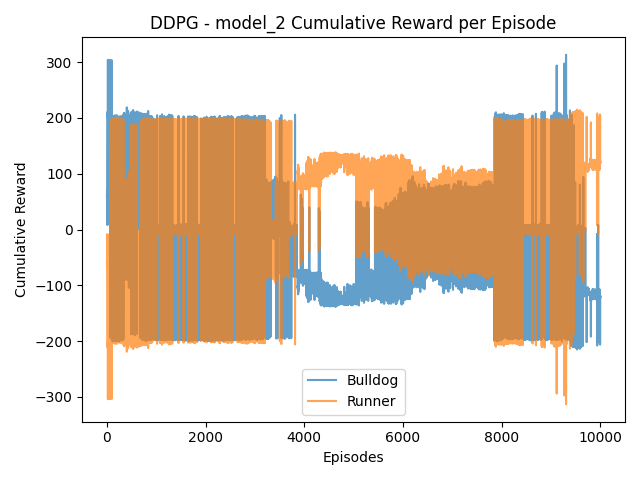 DDPG - model_2 Cumulative Reward per Episode
300
200
100
0
−100
−200
−300
Cumulative Reward
Bulldog
Runner
0
2000
4000
6000
8000
10000
Episodes